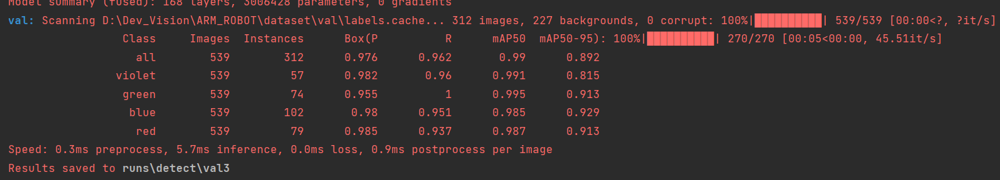 Model summary (fused): 168 layers, 3006428 parameters, 0 gradients
val: Scanning D:\Dev_Vision\ARM_ROBOT\dataset\val\labels.cache... 312 images, 227 backgrounds, 0 corrupt: 100%|██████████| 539/539 [00:00<?, ?it/s]
Class Images Instances Box(P R mAP50 mAP50-95): 100%|██████████| 270/270 [00:05<00:00, 45.51it/s]
all 539 312 0.976 0.962 0.99 0.892
violet 539 57 0.982 0.96 0.991 0.815
green 539 74 0.955 1 0.995 0.913
blue 539 102 0.98 0.951 0.985 0.929
red 539 79 0.985 0.937 0.987 0.913
Speed: 0.3ms preprocess, 5.7ms inference, 0.0ms loss, 0.9ms postprocess per image
Results saved to runs\detect\val3